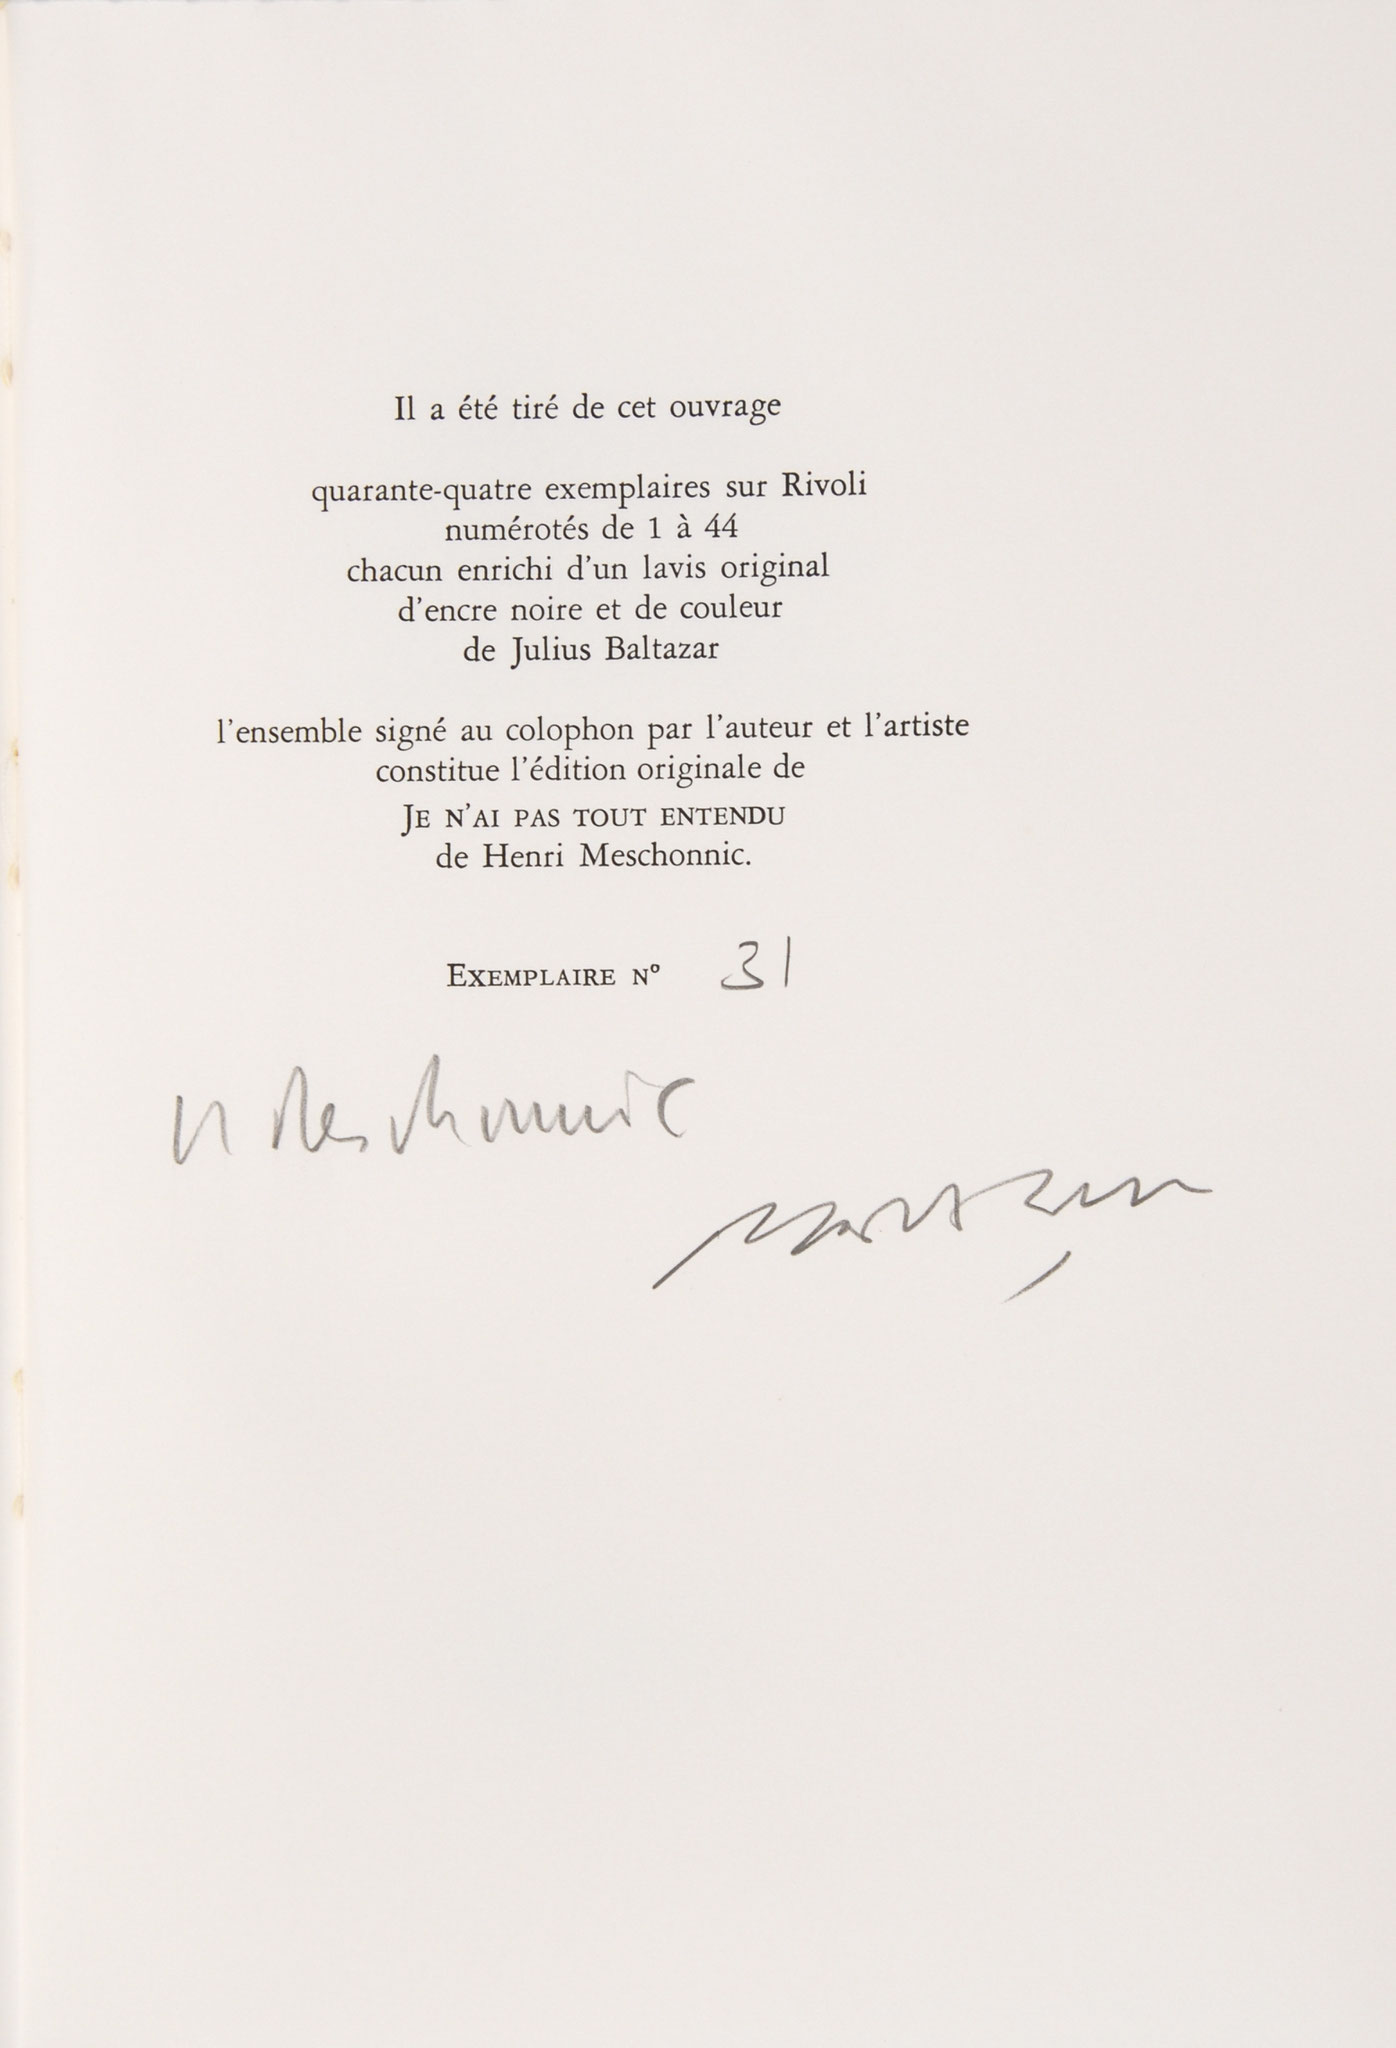 Il a été tiré de cet ouvrage
quarante-quatre exemplaires sur Rivoli
numérotés de 1 à 44
chacun enrichi d'un lavis original
d'encre noire et de couleur
de Julius Baltazar
l'ensemble signé au colophon par l'auteur et l'artiste
constitue l'édition originale de
JE N'AI PAS TOUT ENTENDU
de Henri Meschonnic.
EXEMPLAIRE Nº 31
H Meschonnic